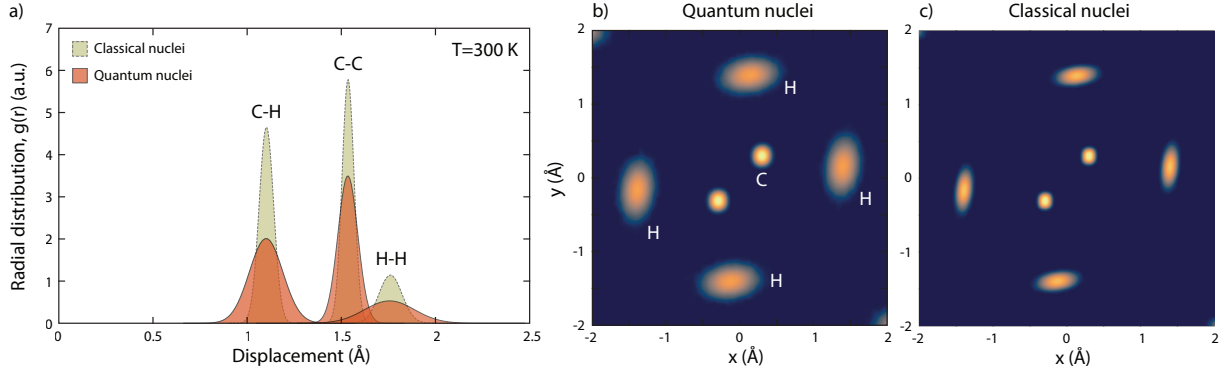 a)
Radial distribution, g(r) (a.u.)
7
6
5
4
3
2
1
0
0
0.5
1
1.5
2
2.5
Displacement (Å)
Classical nuclei
Quantum nuclei
T=300 K
C-H
C-C
H-H
b)
Quantum nuclei
y (Å)
2
1
0
-1
-2
-2
-1
0
1
2
x (Å)
H
C
H
H
H
c)
Classical nuclei
2
1
0
-1
-2
-2
-1
0
1
2
x (Å)